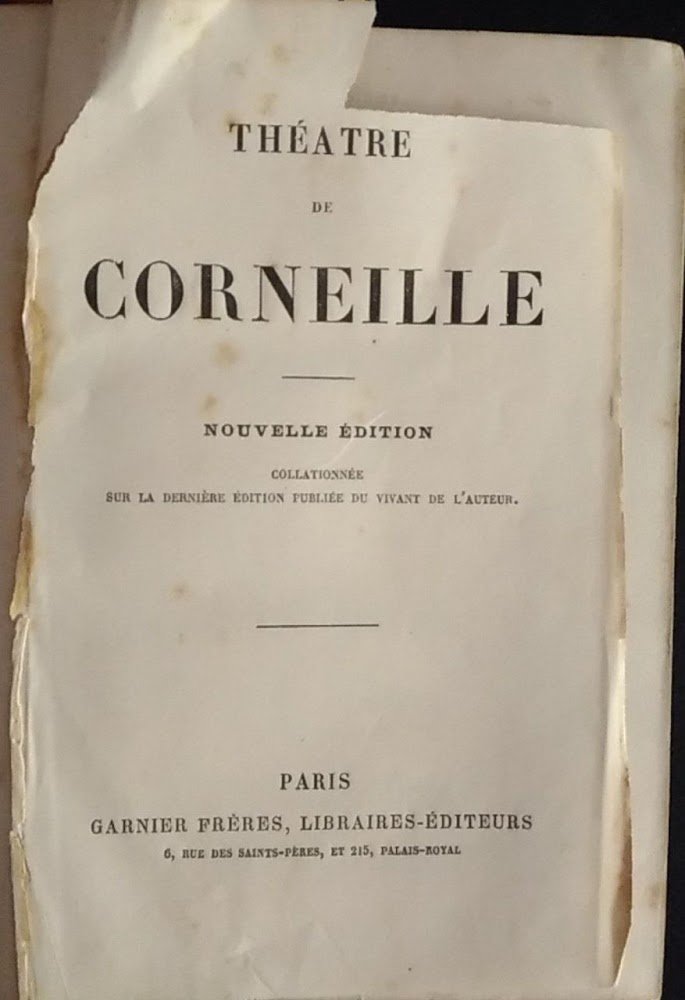 THÉATRE
DE
CORNEILLE
NOUVELLE ÉDITION
COLLATIONNÉE
SUR LA DERNIÈRE ÉDITION PUBLIÉE DU VIVANT DE L'AUTEUR.
PARIS
GARNIER FRÈRES, LIBRAIRES-ÉDITEURS
6, RUE DES SAINTS-PÈRES, ET 215, PALAIS-ROYAL